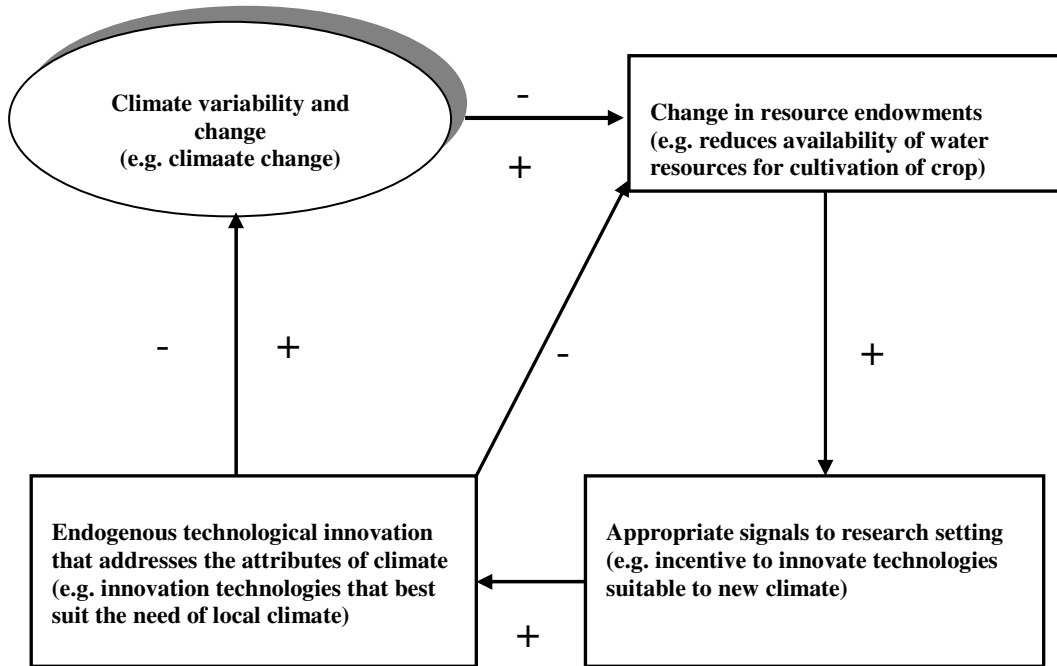 Climate variability and
change
(e.g. climaate change)
-
+
Change in resource endowments
(e.g. reduces availability of water
resources for cultivation of crop)
-
+
-
+
Endogenous technological innovation
that addresses the attributes of climate
(e.g. innovation technologies that best
suit the need of local climate)
+
Appropriate signals to research setting
(e.g. incentive to innovate technologies
suitable to new climate)